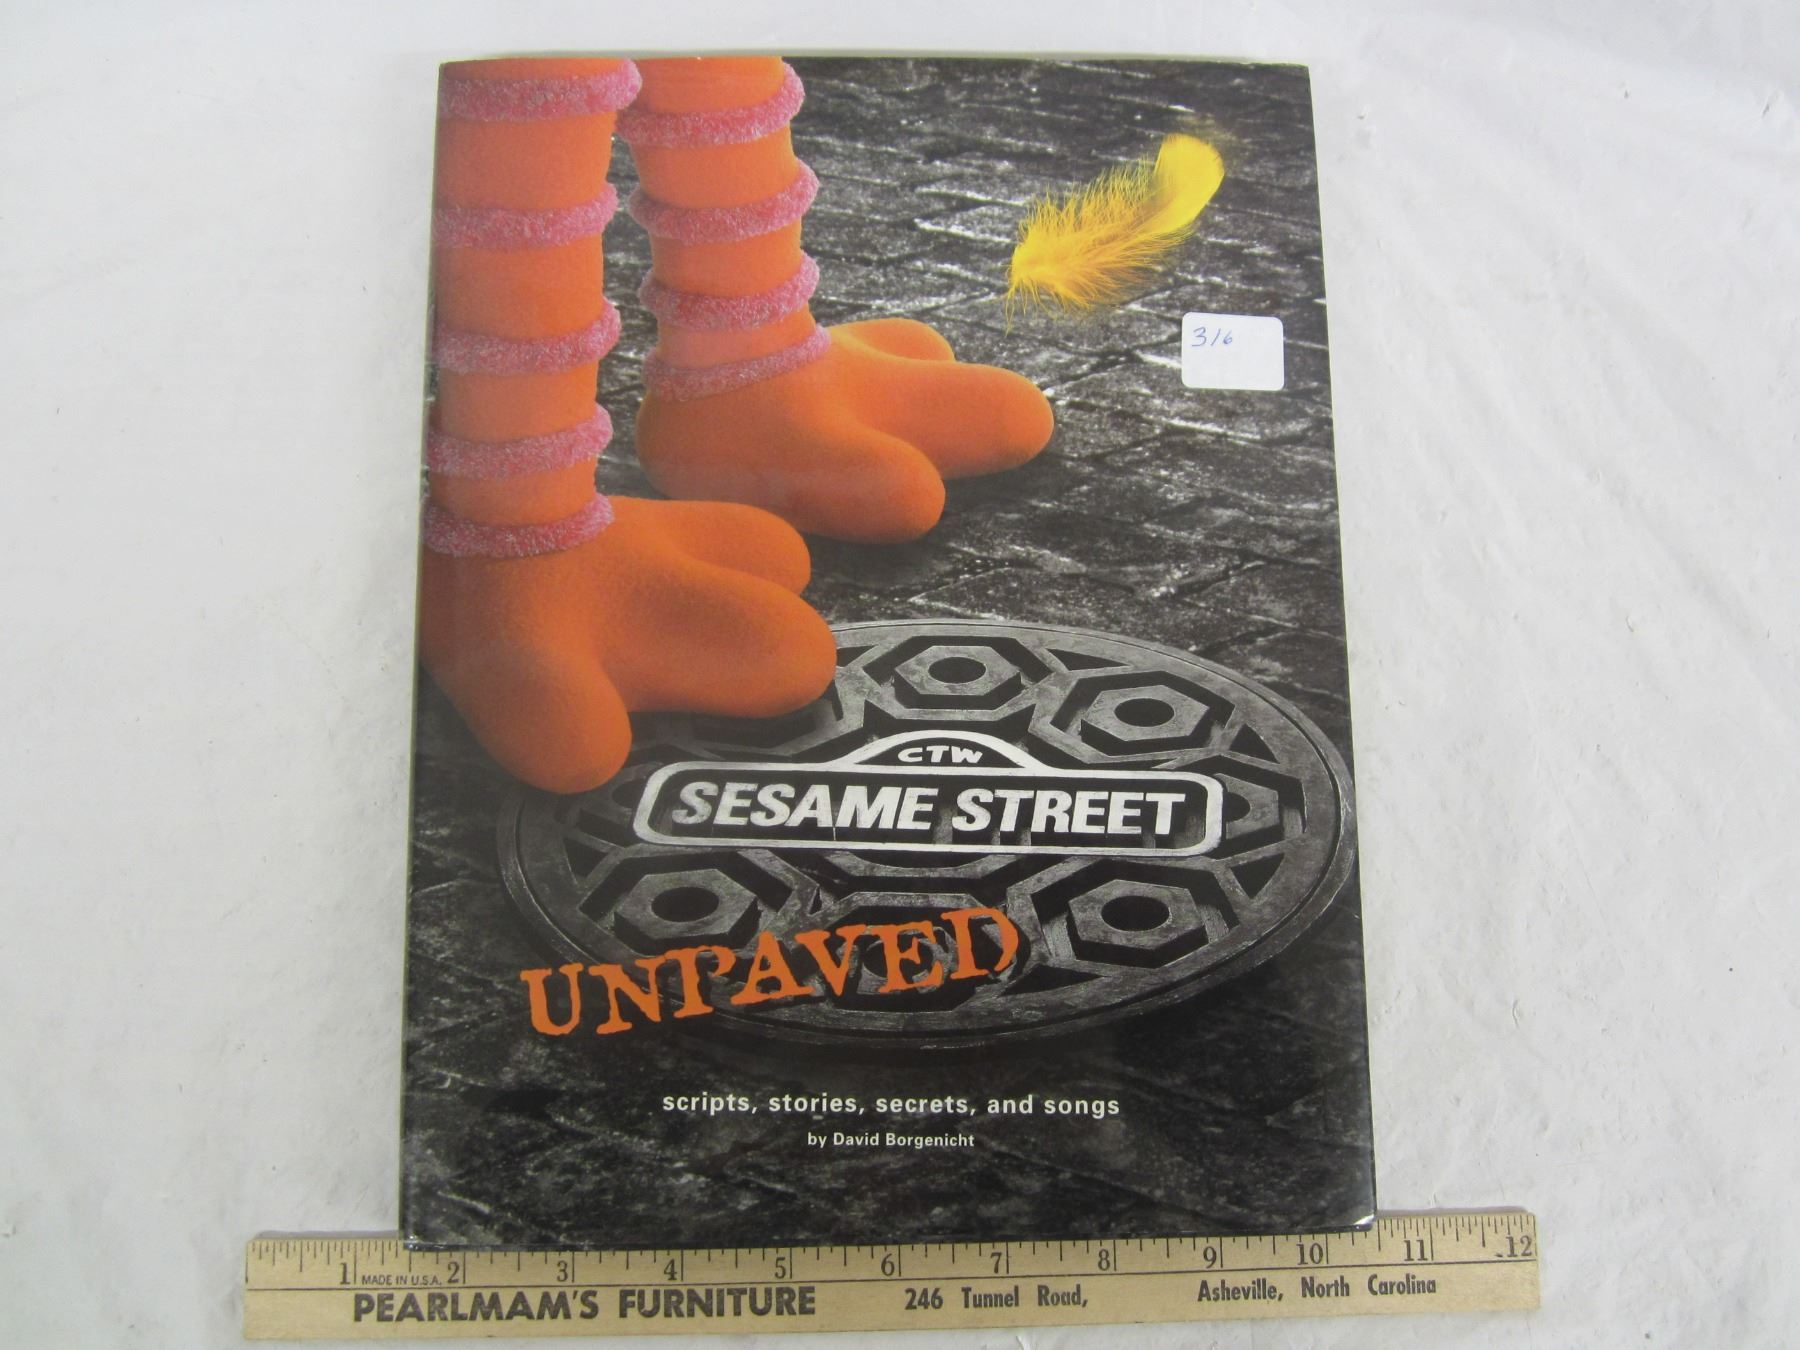 316
CTW
SESAME STREET
UNPAVED
scripts, stories, secrets, and songs
by David Borgenicht
1 2 3 4 5 6 7 8 9 10 11 12
MADE IN U.S.A.
PEARLMAM'S FURNITURE 246 Tunnel Road, Asheville, North Carolina